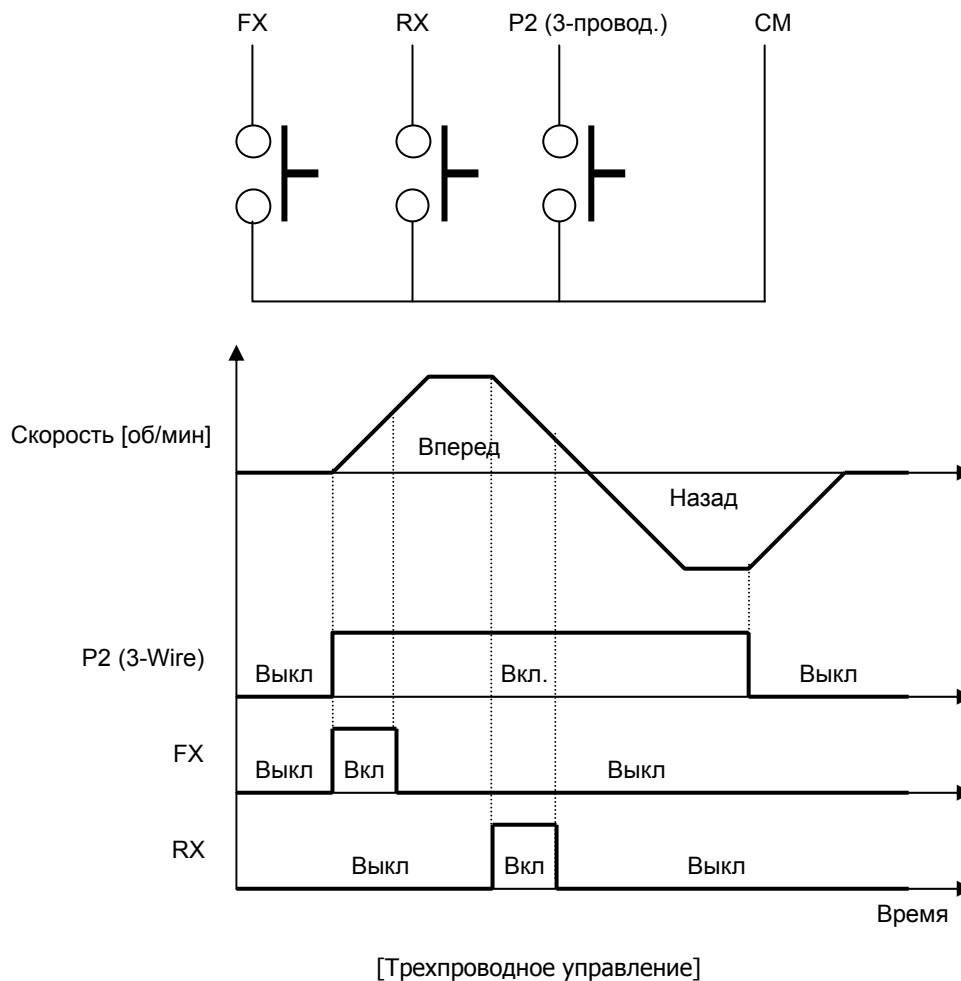 FX RX P2 (3-провод.) CM
Скорость [об/мин]
Вперед
Назад
P2 (3-Wire)
Выкл Вкл. Выкл
FX
Выкл Вкл Выкл
RX
Выкл Вкл Выкл
Время
[Трехпроводное управление]